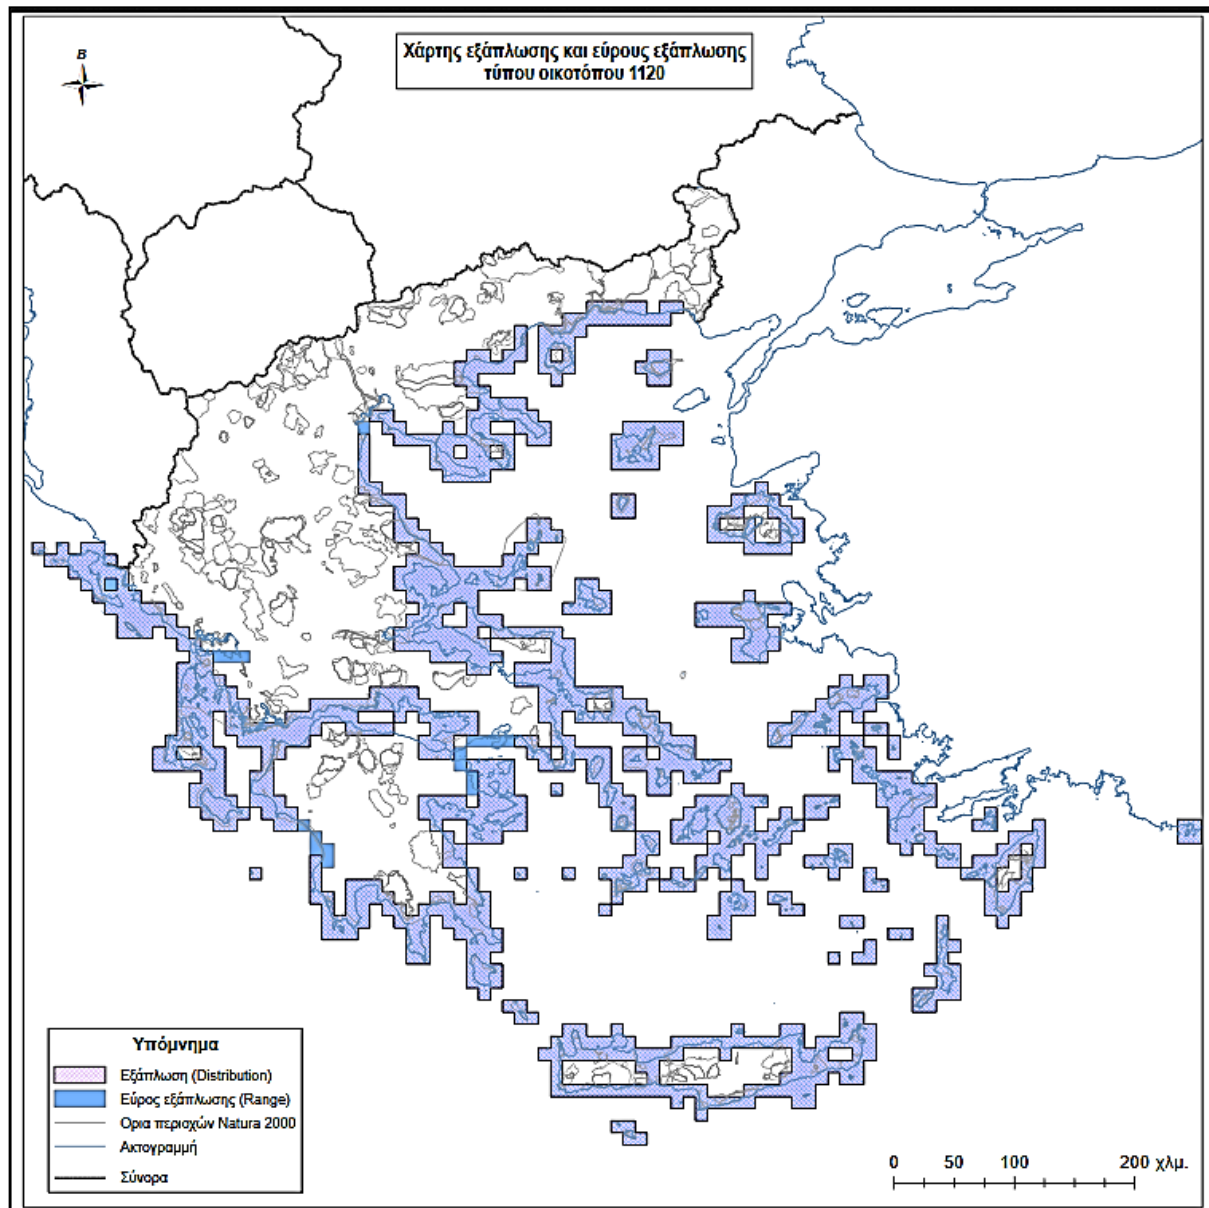 Χάρτης εξάπλωσης και εύρους εξάπλωσης
τύπου οικοτόπου 1120
Β
Υπόμνημα
Εξάπλωση (Distribution)
Εύρος εξάπλωσης (Range)
Ορια περιοχών Natura 2000
Ακτογραμμή
Σύνορα
0 50 100 200 χλμ.